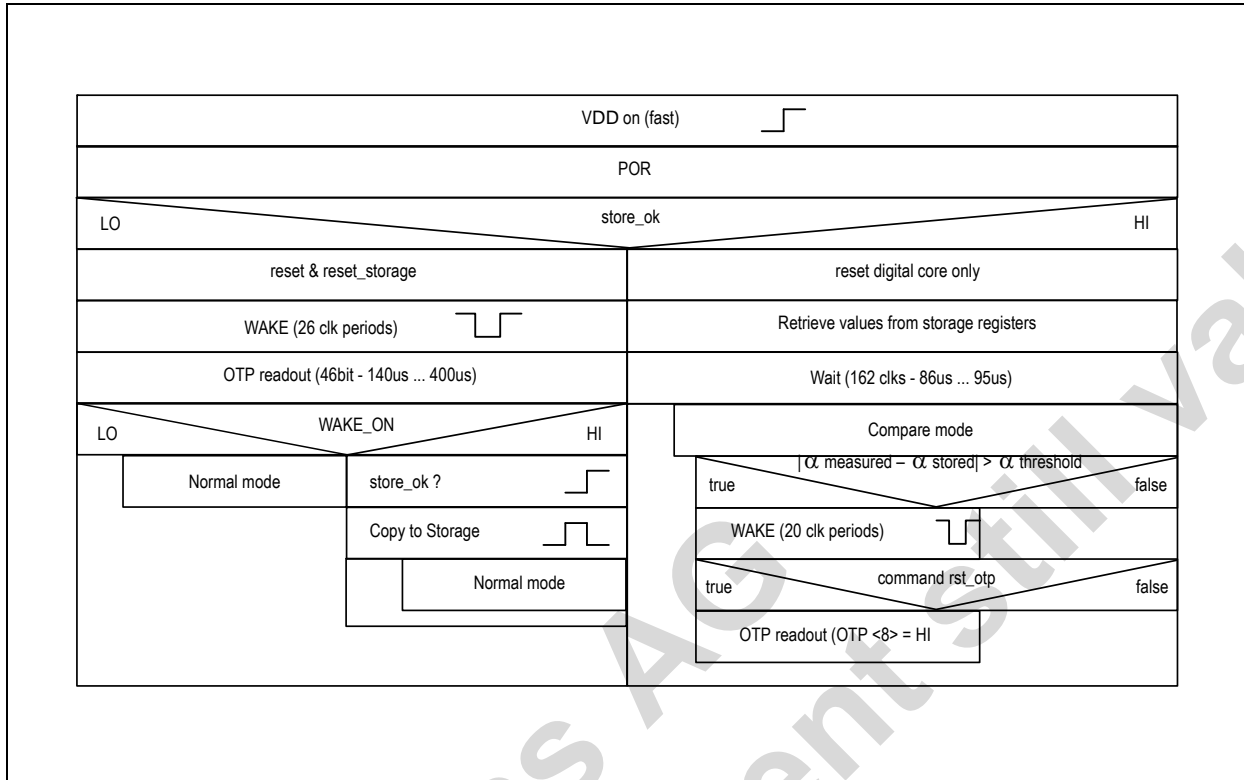 VDD on (fast)
POR
LO store_ok HI
reset & reset_storage reset digital core only
WAKE (26 clk periods) Retrieve values from storage registers
OTP readout (46bit - 140us ... 400us) Wait (162 clks - 86us ... 95us)
LO WAKE_ON HI Compare mode
|α measured – α stored| > α threshold
Normal mode store_ok ? true false
Copy to Storage WAKE (20 clk periods)
Normal mode true command rst_otp false
OTP readout (OTP <8> = HI
AG
ent still